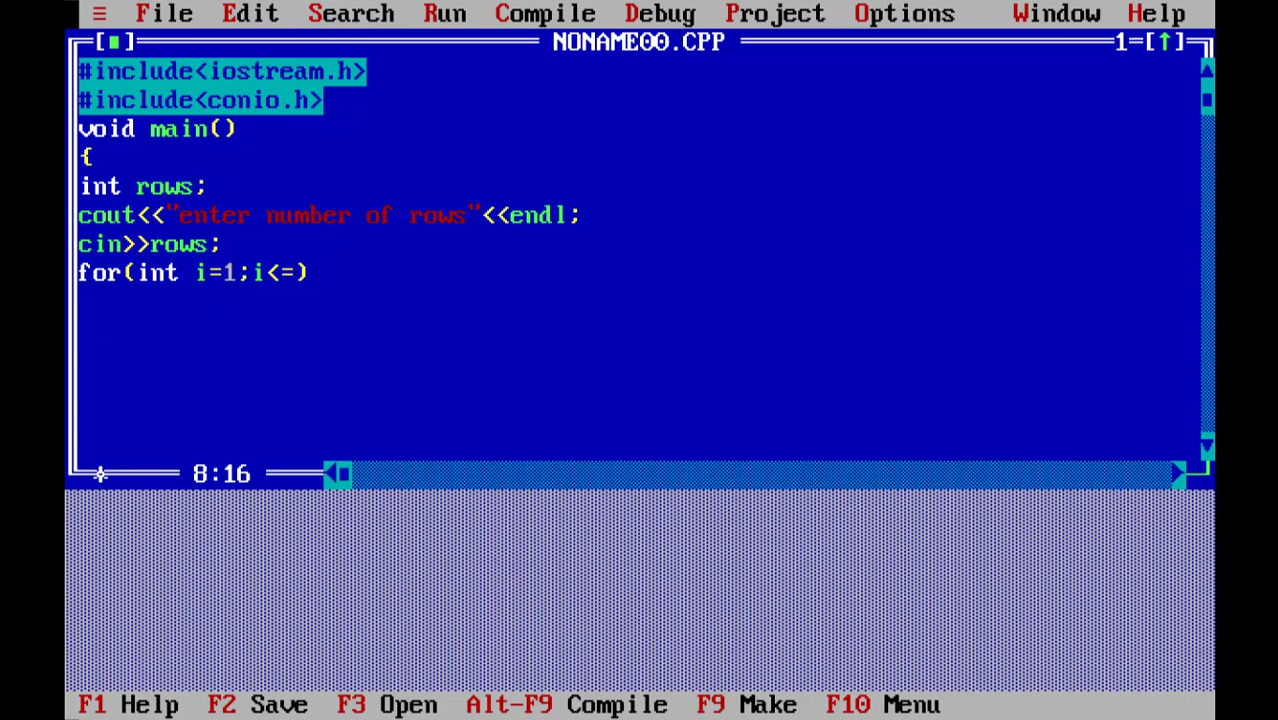 ≡ File Edit Search Run Compile Debug Project Options Window Help
[■] NONAME00.CPP 1=[↑]
#include<iostream.h>
#include<conio.h>
void main()
{
int rows;
cout<<"enter number of rows"<<endl;
cin>>rows;
for(int i=1;i<=)
8:16
F1 Help F2 Save F3 Open Alt-F9 Compile F9 Make F10 Menu